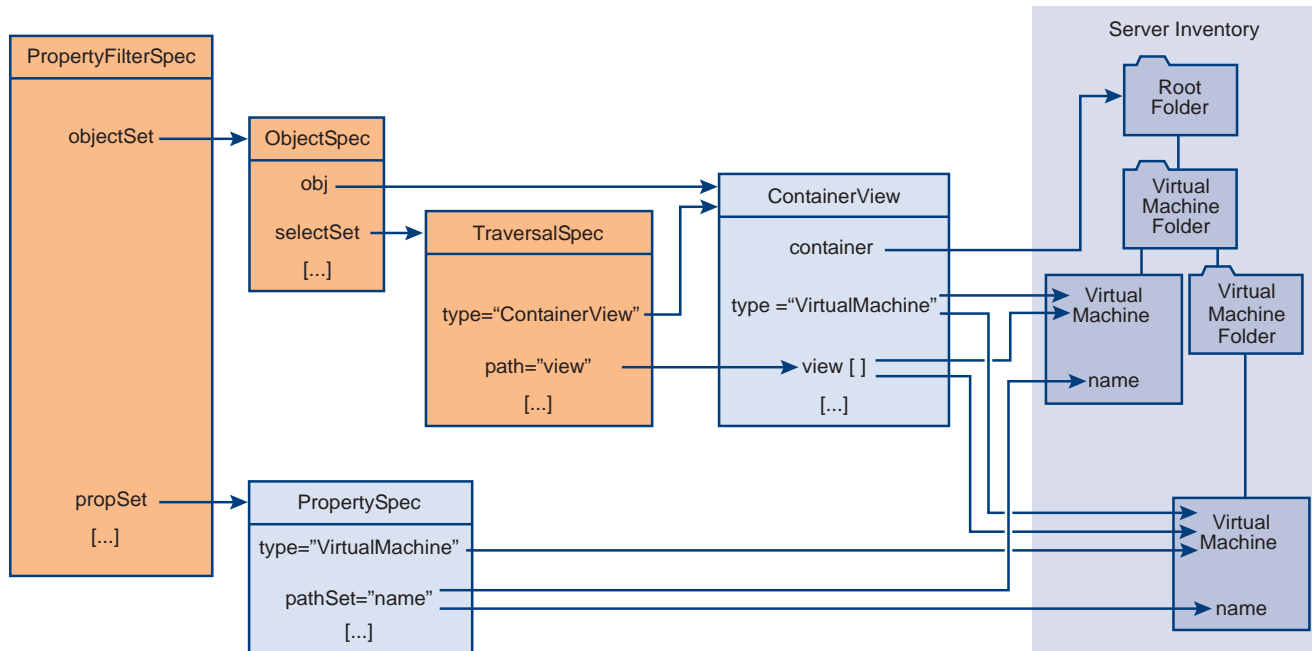 PropertyFilterSpec
objectSet
propSet
[...]
ObjectSpec
obj
selectSet
[...]
TraversalSpec
type=”ContainerView”
path=”view”
[...]
PropertySpec
type=”VirtualMachine”
pathSet=”name”
[...]
ContainerView
container
type =”VirtualMachine”
view [ ]
[...]
Server Inventory
Root
Folder
Virtual
Machine
Folder
Virtual
Machine
name
Virtual
Machine
Folder
Virtual
Machine
name